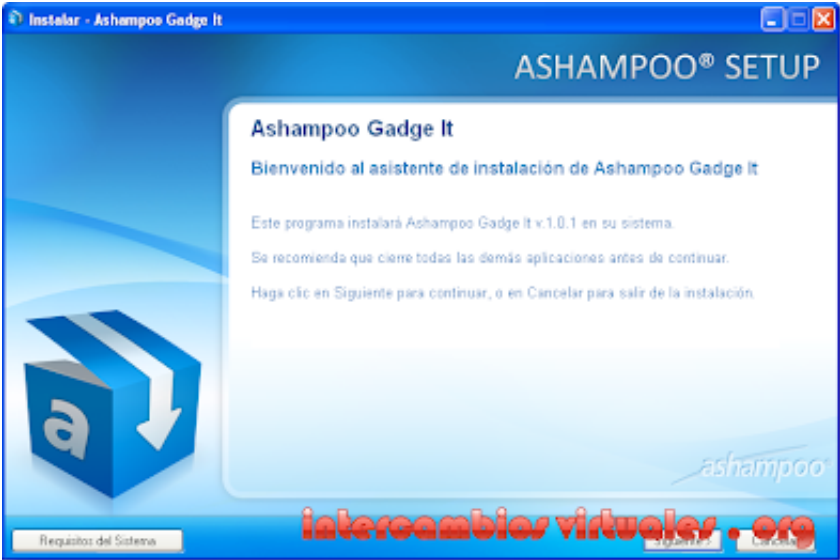 Instalar - Ashampoo Gadge It
ASHAMPOO® SETUP
Ashampoo Gadge It
Bienvenido al asistente de instalación de Ashampoo Gadge It
Este programa instalará Ashampoo Gadge It v.1.0.1 en su sistema.
Se recomienda que cierre todas las demás aplicaciones antes de continuar.
Haga clic en Siguiente para continuar, o en Cancelar para salir de la instalación.
a
ashampoo
intercambios virtuales . org
Requisitos del Sistema
Siguiente >
Cancelar